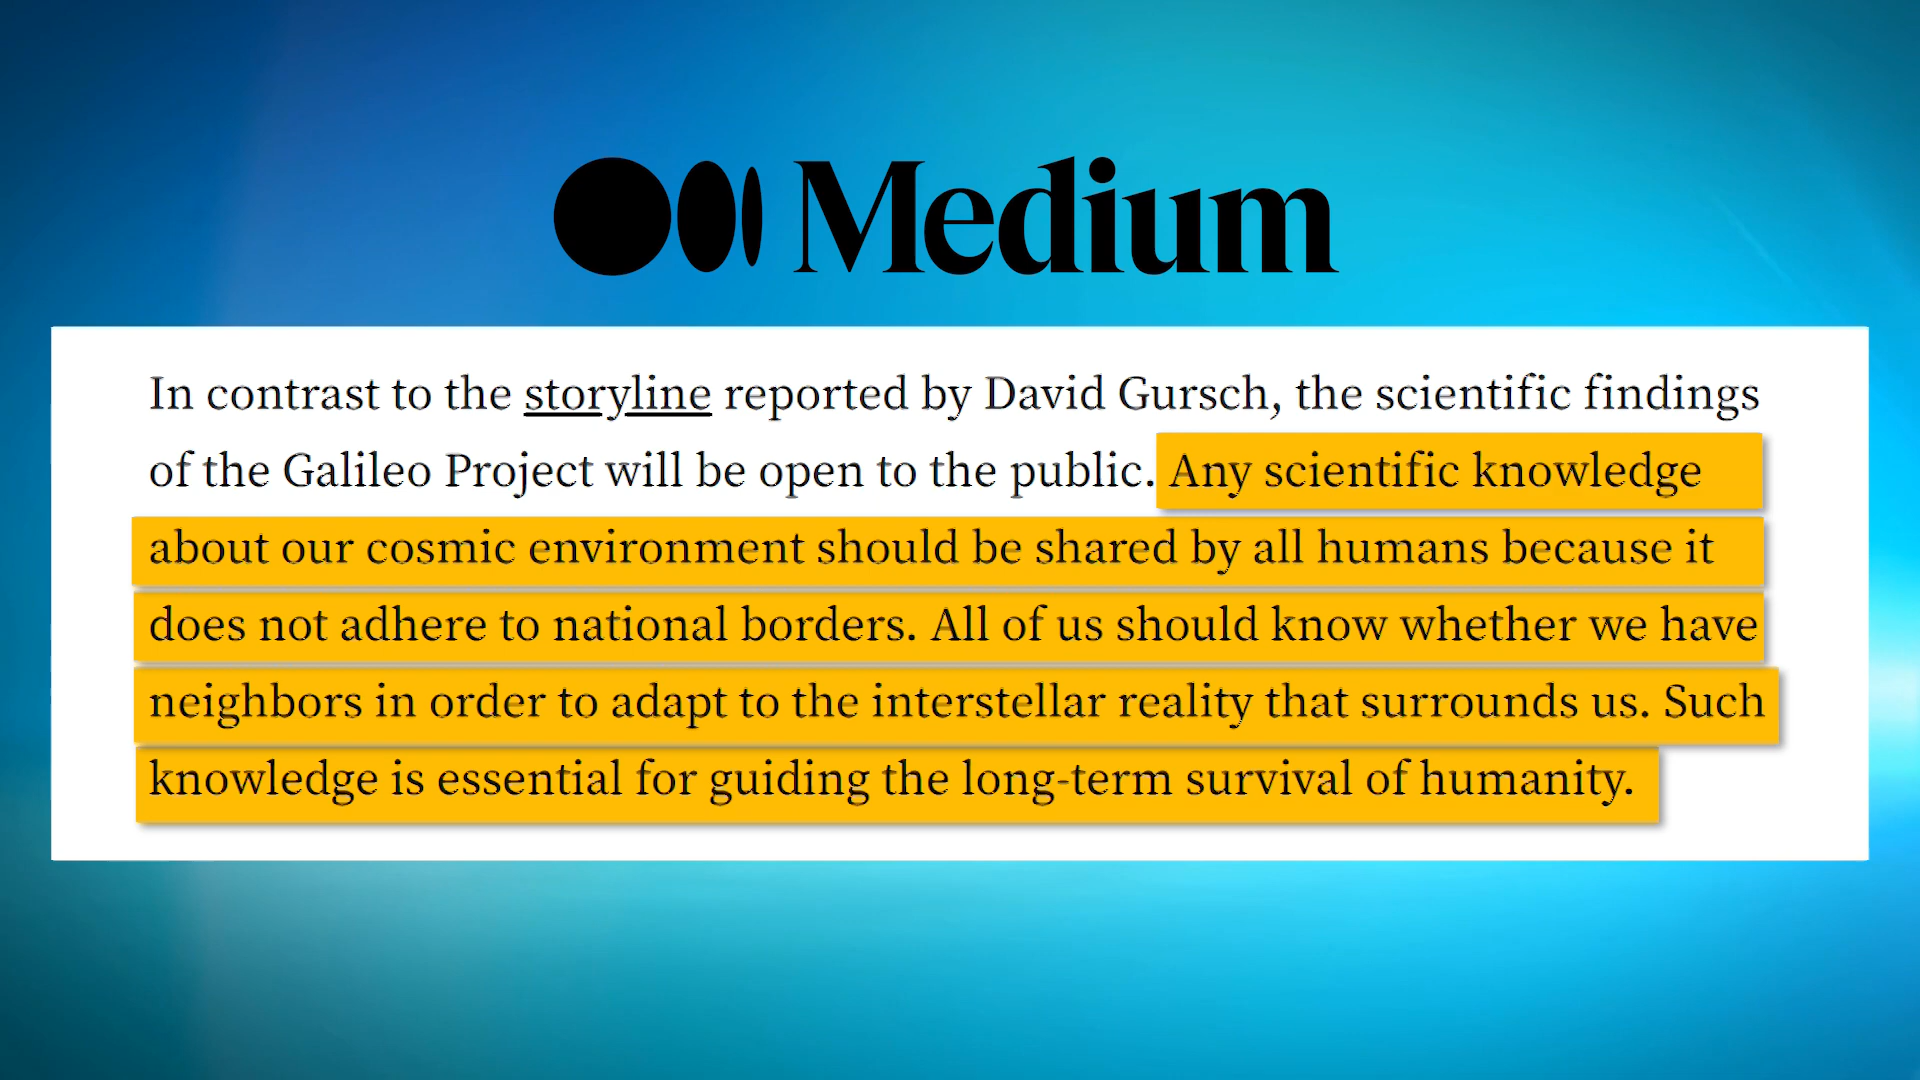 Medium
In contrast to the storyline reported by David Gursch, the scientific findings
of the Galileo Project will be open to the public. Any scientific knowledge
about our cosmic environment should be shared by all humans because it
does not adhere to national borders. All of us should know whether we have
neighbors in order to adapt to the interstellar reality that surrounds us. Such
knowledge is essential for guiding the long-term survival of humanity.